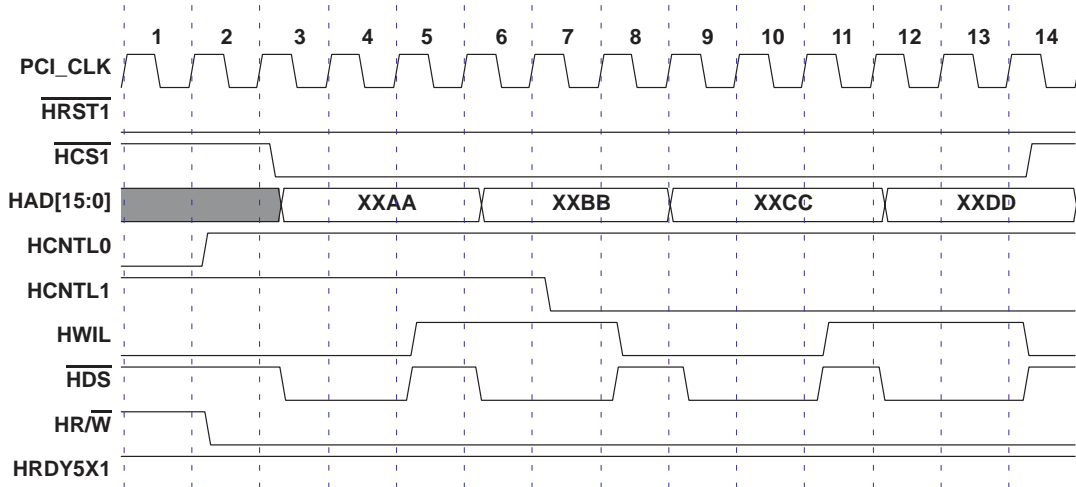 1 2 3 4 5 6 7 8 9 10 11 12 13 14
PCI_CLK
HRST1
HCS1
HAD[15:0] XXAA XXBB XXCC XXDD
HCNTL0
HCNTL1
HWIL
HDS
HR/W
HRDY5X1